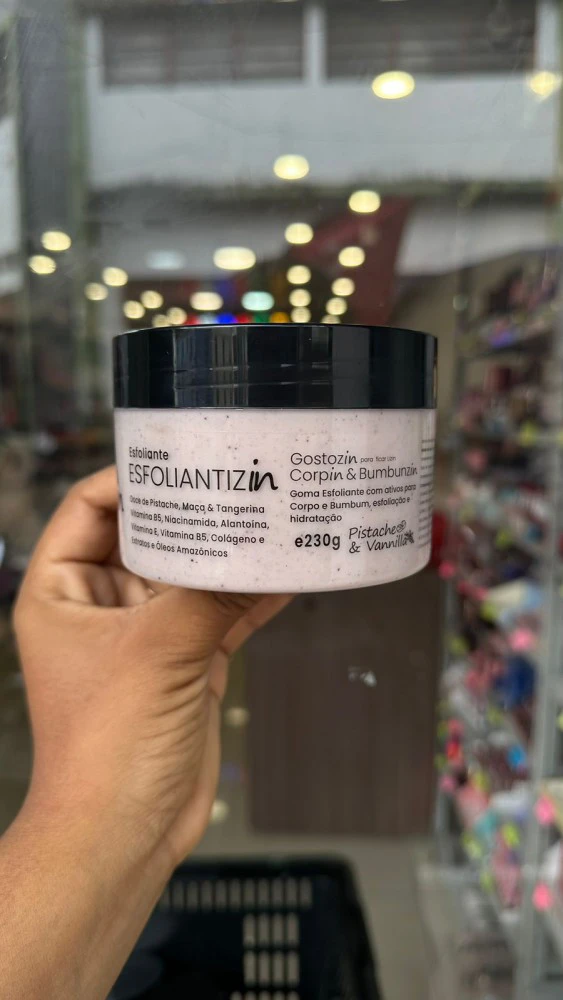 Esfoliante
ESFOLIANTIZin
Doce de Pistache, Maça & Tangerina
Vitamina B5, Niacinamida, Alantoína,
Vitamina E, Vitamina B5, Colágeno e
Extratos e Óleos Amazônicos
Gostozin para ficar com
Corpin & Bumbunzin
Goma Esfoliante com ativos para
Corpo e Bumbum, esfoliação e
hidratação
e230g
Pistache
& Vannilla